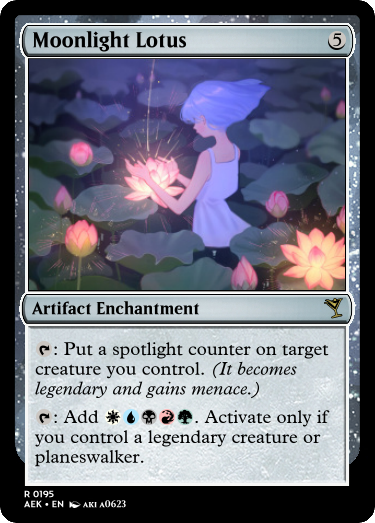 Moonlight Lotus 5
Artifact Enchantment
: Put a spotlight counter on target
creature you control. (It becomes
legendary and gains menace.)
: Add . Activate only if
you control a legendary creature or
planeswalker.
R 0195
AEK • EN AKI A0623